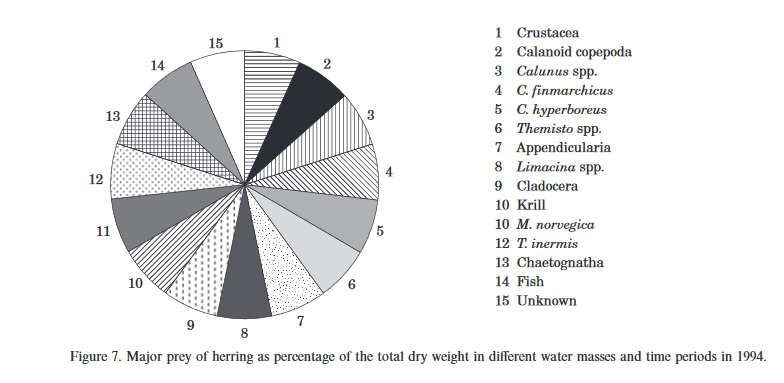 1 Crustacea
2 Calanoid copepoda
3 Calunus spp.
4 C. finmarchicus
5 C. hyperboreus
6 Themisto spp.
7 Appendicularia
8 Limacina spp.
9 Cladocera
10 Krill
10 M. norvegica
12 T. inermis
13 Chaetognatha
14 Fish
15 Unknown
1
2
3
4
5
6
7
8
9
10
11
12
13
14
15
Figure 7. Major prey of herring as percentage of the total dry weight in different water masses and time periods in 1994.